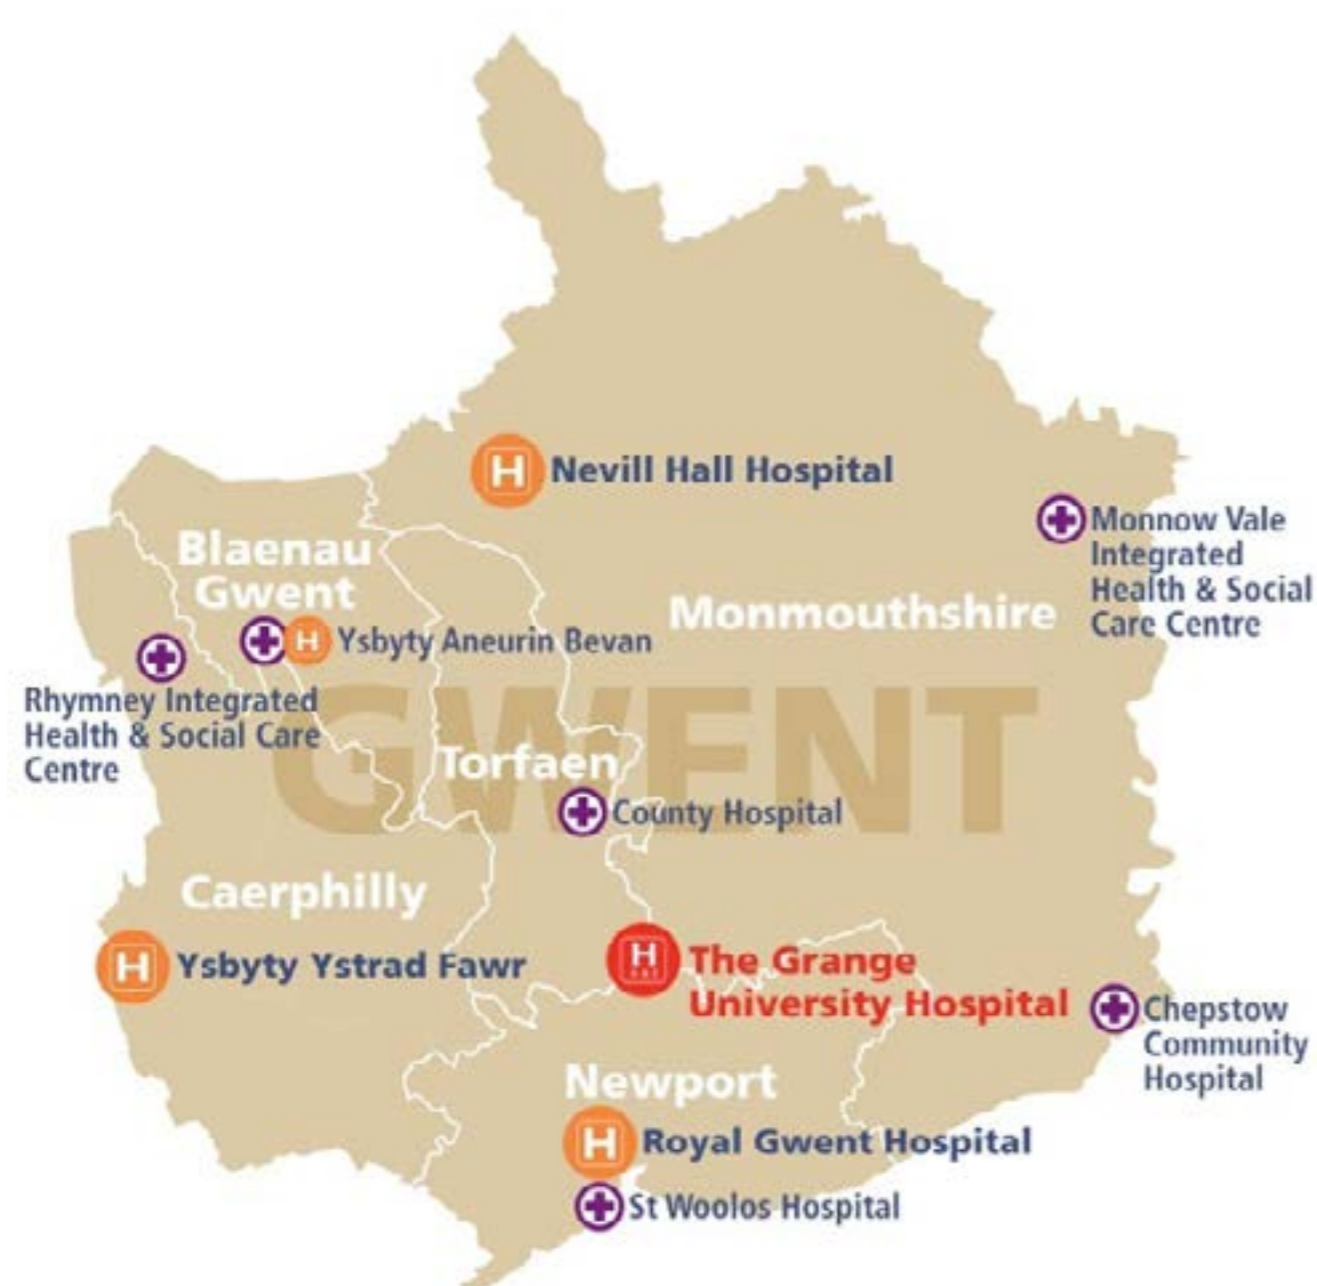 H
Nevill Hall Hospital
Monnow Vale
Integrated
Health & Social
Care Centre
Blaenau
Gwent
Monmouthshire
H
Ysbyty Aneurin Bevan
Rhymney Integrated
Health & Social Care
Centre
GWENT
Torfaen
County Hospital
Caerphilly
H
Ysbyty Ystrad Fawr
H
The Grange
University Hospital
Chepstow
Community
Hospital
Newport
H
Royal Gwent Hospital
St Woolos Hospital